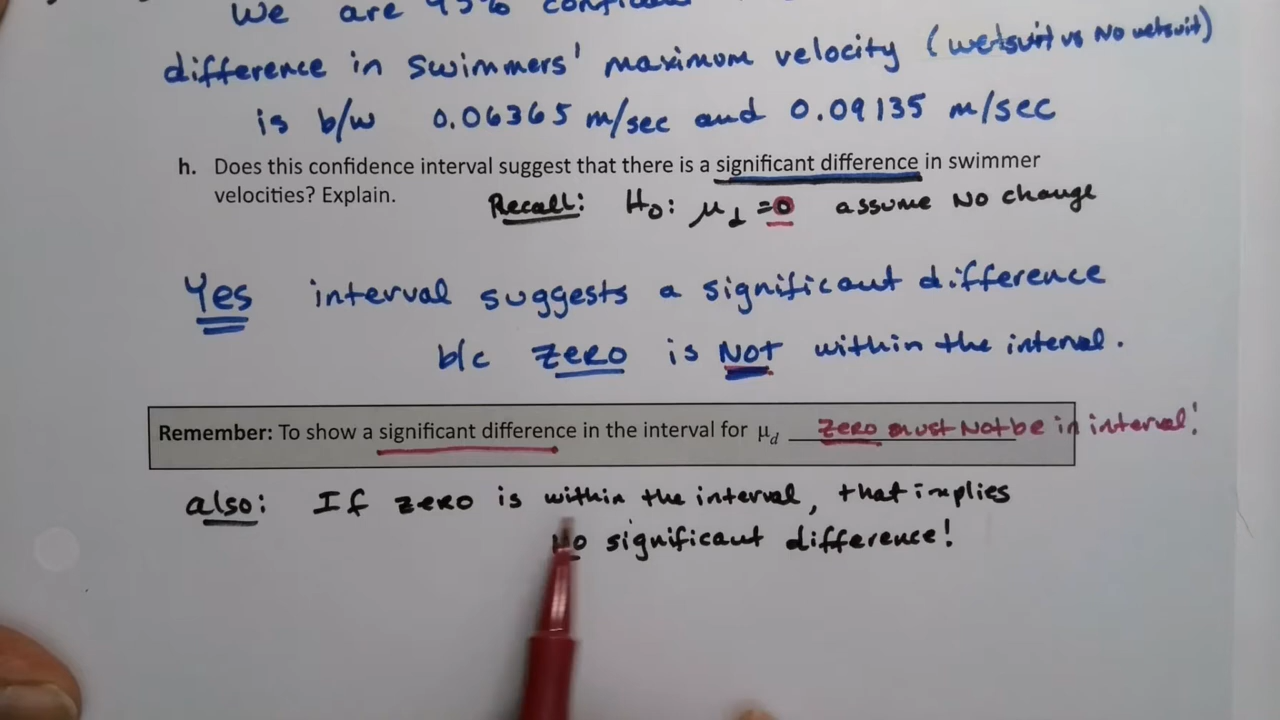 We are 95%
difference in swimmers' maximum velocity (wetsuit vs No wetsuit)
is b/w 0.06365 m/sec and 0.09135 m/sec
h. Does this confidence interval suggest that there is a significant difference in swimmer
velocities? Explain.
Recall: H₀: μd = 0 assume No change
Yes interval suggests a significant difference
b/c ZERO is NOT within the interval.
Remember: To show a significant difference in the interval for μd ZERO must Not be in interval!
also: If zero is within the interval, that implies
No significant difference!